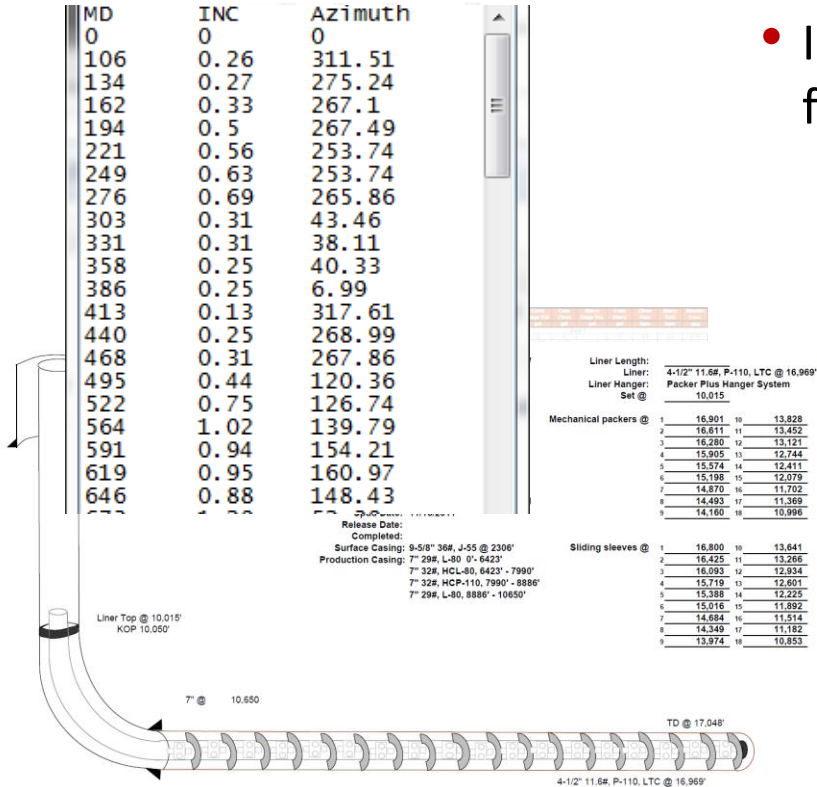 MD INC Azimuth
0 0 0
106 0.26 311.51
134 0.27 275.24
162 0.33 267.1
194 0.5 267.49
221 0.56 253.74
249 0.63 253.74
276 0.69 265.86
303 0.31 43.46
331 0.31 38.11
358 0.25 40.33
386 0.25 6.99
413 0.13 317.61
440 0.25 268.99
468 0.31 267.86
495 0.44 120.36
522 0.75 126.74
564 1.02 139.79
591 0.94 154.21
619 0.95 160.97
646 0.88 148.43
Liner Length:
Liner: 4-1/2" 11.6#, P-110, LTC @ 16,969'
Liner Hanger: Packer Plus Hanger System
Set @ 10,015
Mechanical packers @ 1 16,901 10 13,828
2 16,611 11 13,452
3 16,280 12 13,121
4 15,905 13 12,744
5 15,574 14 12,411
6 15,198 15 12,079
7 14,870 16 11,702
8 14,493 17 11,369
9 14,160 18 10,996
Release Date:
Completed:
Surface Casing: 9-5/8" 36#, J-55 @ 2306'
Production Casing: 7" 29#, L-80 0'- 6423'
7" 32#, HCL-80, 6423' - 7990'
7" 32#, HCP-110, 7990' - 8886'
7" 29#, L-80, 8886' - 10650'
Sliding sleeves @ 1 16,800 10 13,641
2 16,425 11 13,266
3 16,093 12 12,934
4 15,719 13 12,601
5 15,388 14 12,225
6 15,016 15 11,892
7 14,684 16 11,514
8 14,349 17 11,182
9 13,974 18 10,853
Liner Top @ 10,015'
KOP 10,050'
7" @ 10,650
TD @ 17,048'
4-1/2" 11.6#, P-110, LTC @ 16,969'